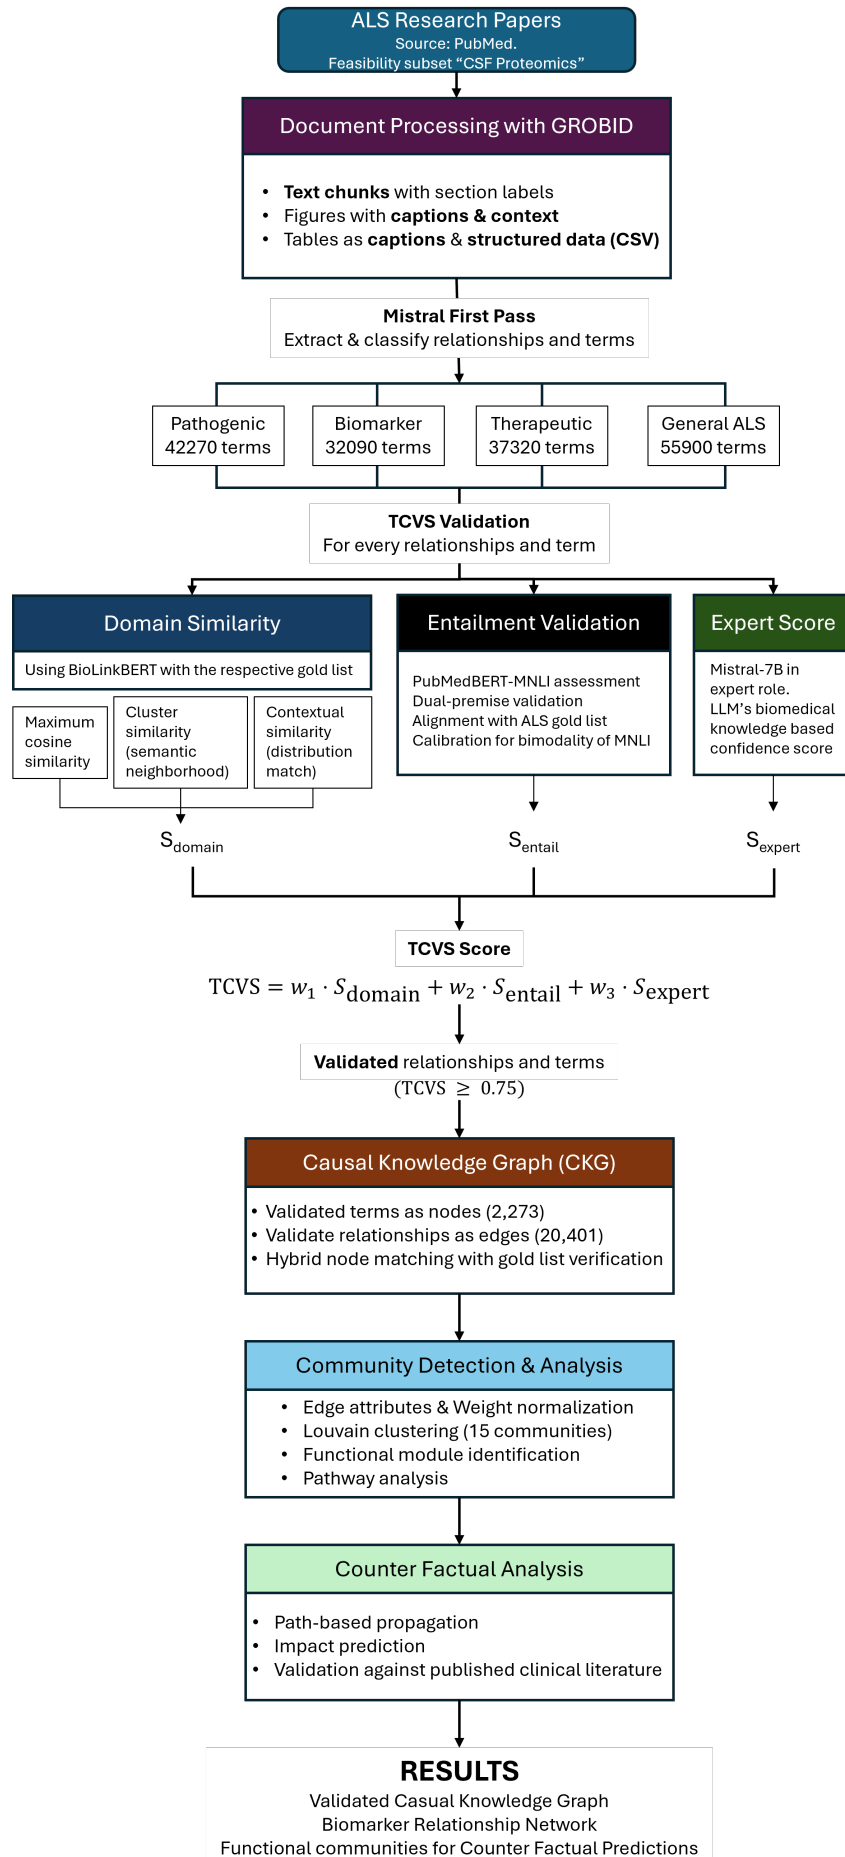 ALS Research Papers
Source: PubMed.
Feasibility subset “CSF Proteomics”
Document Processing with GROBID
• Text chunks with section labels
• Figures with captions & context
• Tables as captions & structured data (CSV)
Mistral First Pass
Extract & classify relationships and terms
Pathogenic
42270 terms
Biomarker
32090 terms
Therapeutic
37320 terms
General ALS
55900 terms
TCVS Validation
For every relationships and term
Domain Similarity
Using BioLinkBERT with the respective gold list
Maximum
cosine
similarity
Cluster
similarity
(semantic
neighborhood)
Contextual
similarity
(distribution
match)
S_domain
Entailment Validation
PubMedBERT-MNLI assessment
Dual-premise validation
Alignment with ALS gold list
Calibration for bimodality of MNLI
S_entail
Expert Score
Mistral-7B in
expert role.
LLM’s biomedical
knowledge based
confidence score
S_expert
TCVS Score
TCVS = w₁ · S_domain + w₂ · S_entail + w₃ · S_expert
Validated relationships and terms
(TCVS ≥ 0.75)
Causal Knowledge Graph (CKG)
• Validated terms as nodes (2,273)
• Validate relationships as edges (20,401)
• Hybrid node matching with gold list verification
Community Detection & Analysis
• Edge attributes & Weight normalization
• Louvain clustering (15 communities)
• Functional module identification
• Pathway analysis
Counter Factual Analysis
• Path-based propagation
• Impact prediction
• Validation against published clinical literature
RESULTS
Validated Casual Knowledge Graph
Biomarker Relationship Network
Functional communities for Counter Factual Predictions